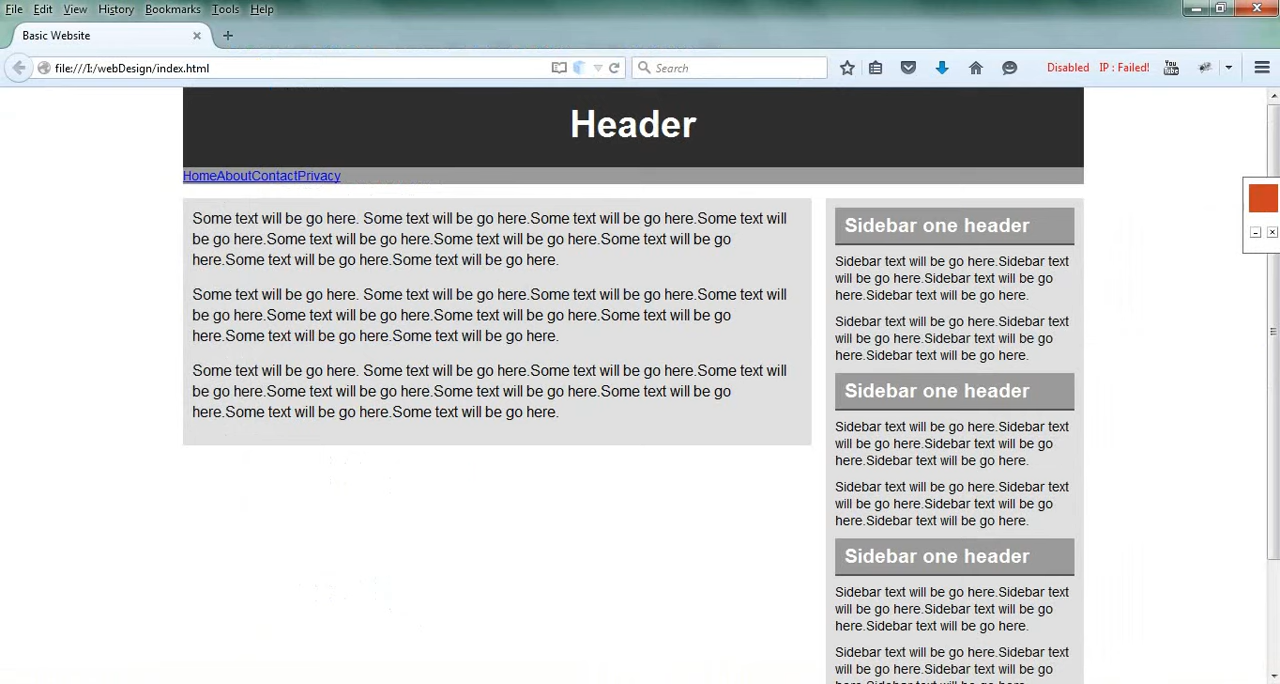 File Edit View History Bookmarks Tools Help
Basic Website
file:///I:/webDesign/index.html
Search
Disabled IP : Failed!
You Tube
Header
HomeAboutContactPrivacy
Some text will be go here. Some text will be go here.Some text will be go here.Some text will
be go here.Some text will be go here.Some text will be go here.Some text will be go
here.Some text will be go here.Some text will be go here.
Some text will be go here. Some text will be go here.Some text will be go here.Some text will
be go here.Some text will be go here.Some text will be go here.Some text will be go
here.Some text will be go here.Some text will be go here.
Some text will be go here. Some text will be go here.Some text will be go here.Some text will
be go here.Some text will be go here.Some text will be go here.Some text will be go
here.Some text will be go here.Some text will be go here.
Sidebar one header
Sidebar text will be go here.Sidebar text
will be go here.Sidebar text will be go
here.Sidebar text will be go here.
Sidebar text will be go here.Sidebar text
will be go here.Sidebar text will be go
here.Sidebar text will be go here.
Sidebar one header
Sidebar text will be go here.Sidebar text
will be go here.Sidebar text will be go
here.Sidebar text will be go here.
Sidebar text will be go here.Sidebar text
will be go here.Sidebar text will be go
here.Sidebar text will be go here.
Sidebar one header
Sidebar text will be go here.Sidebar text
will be go here.Sidebar text will be go
here.Sidebar text will be go here.
Sidebar text will be go here.Sidebar text
will be go here.Sidebar text will be go
here.Sidebar text will be go here.